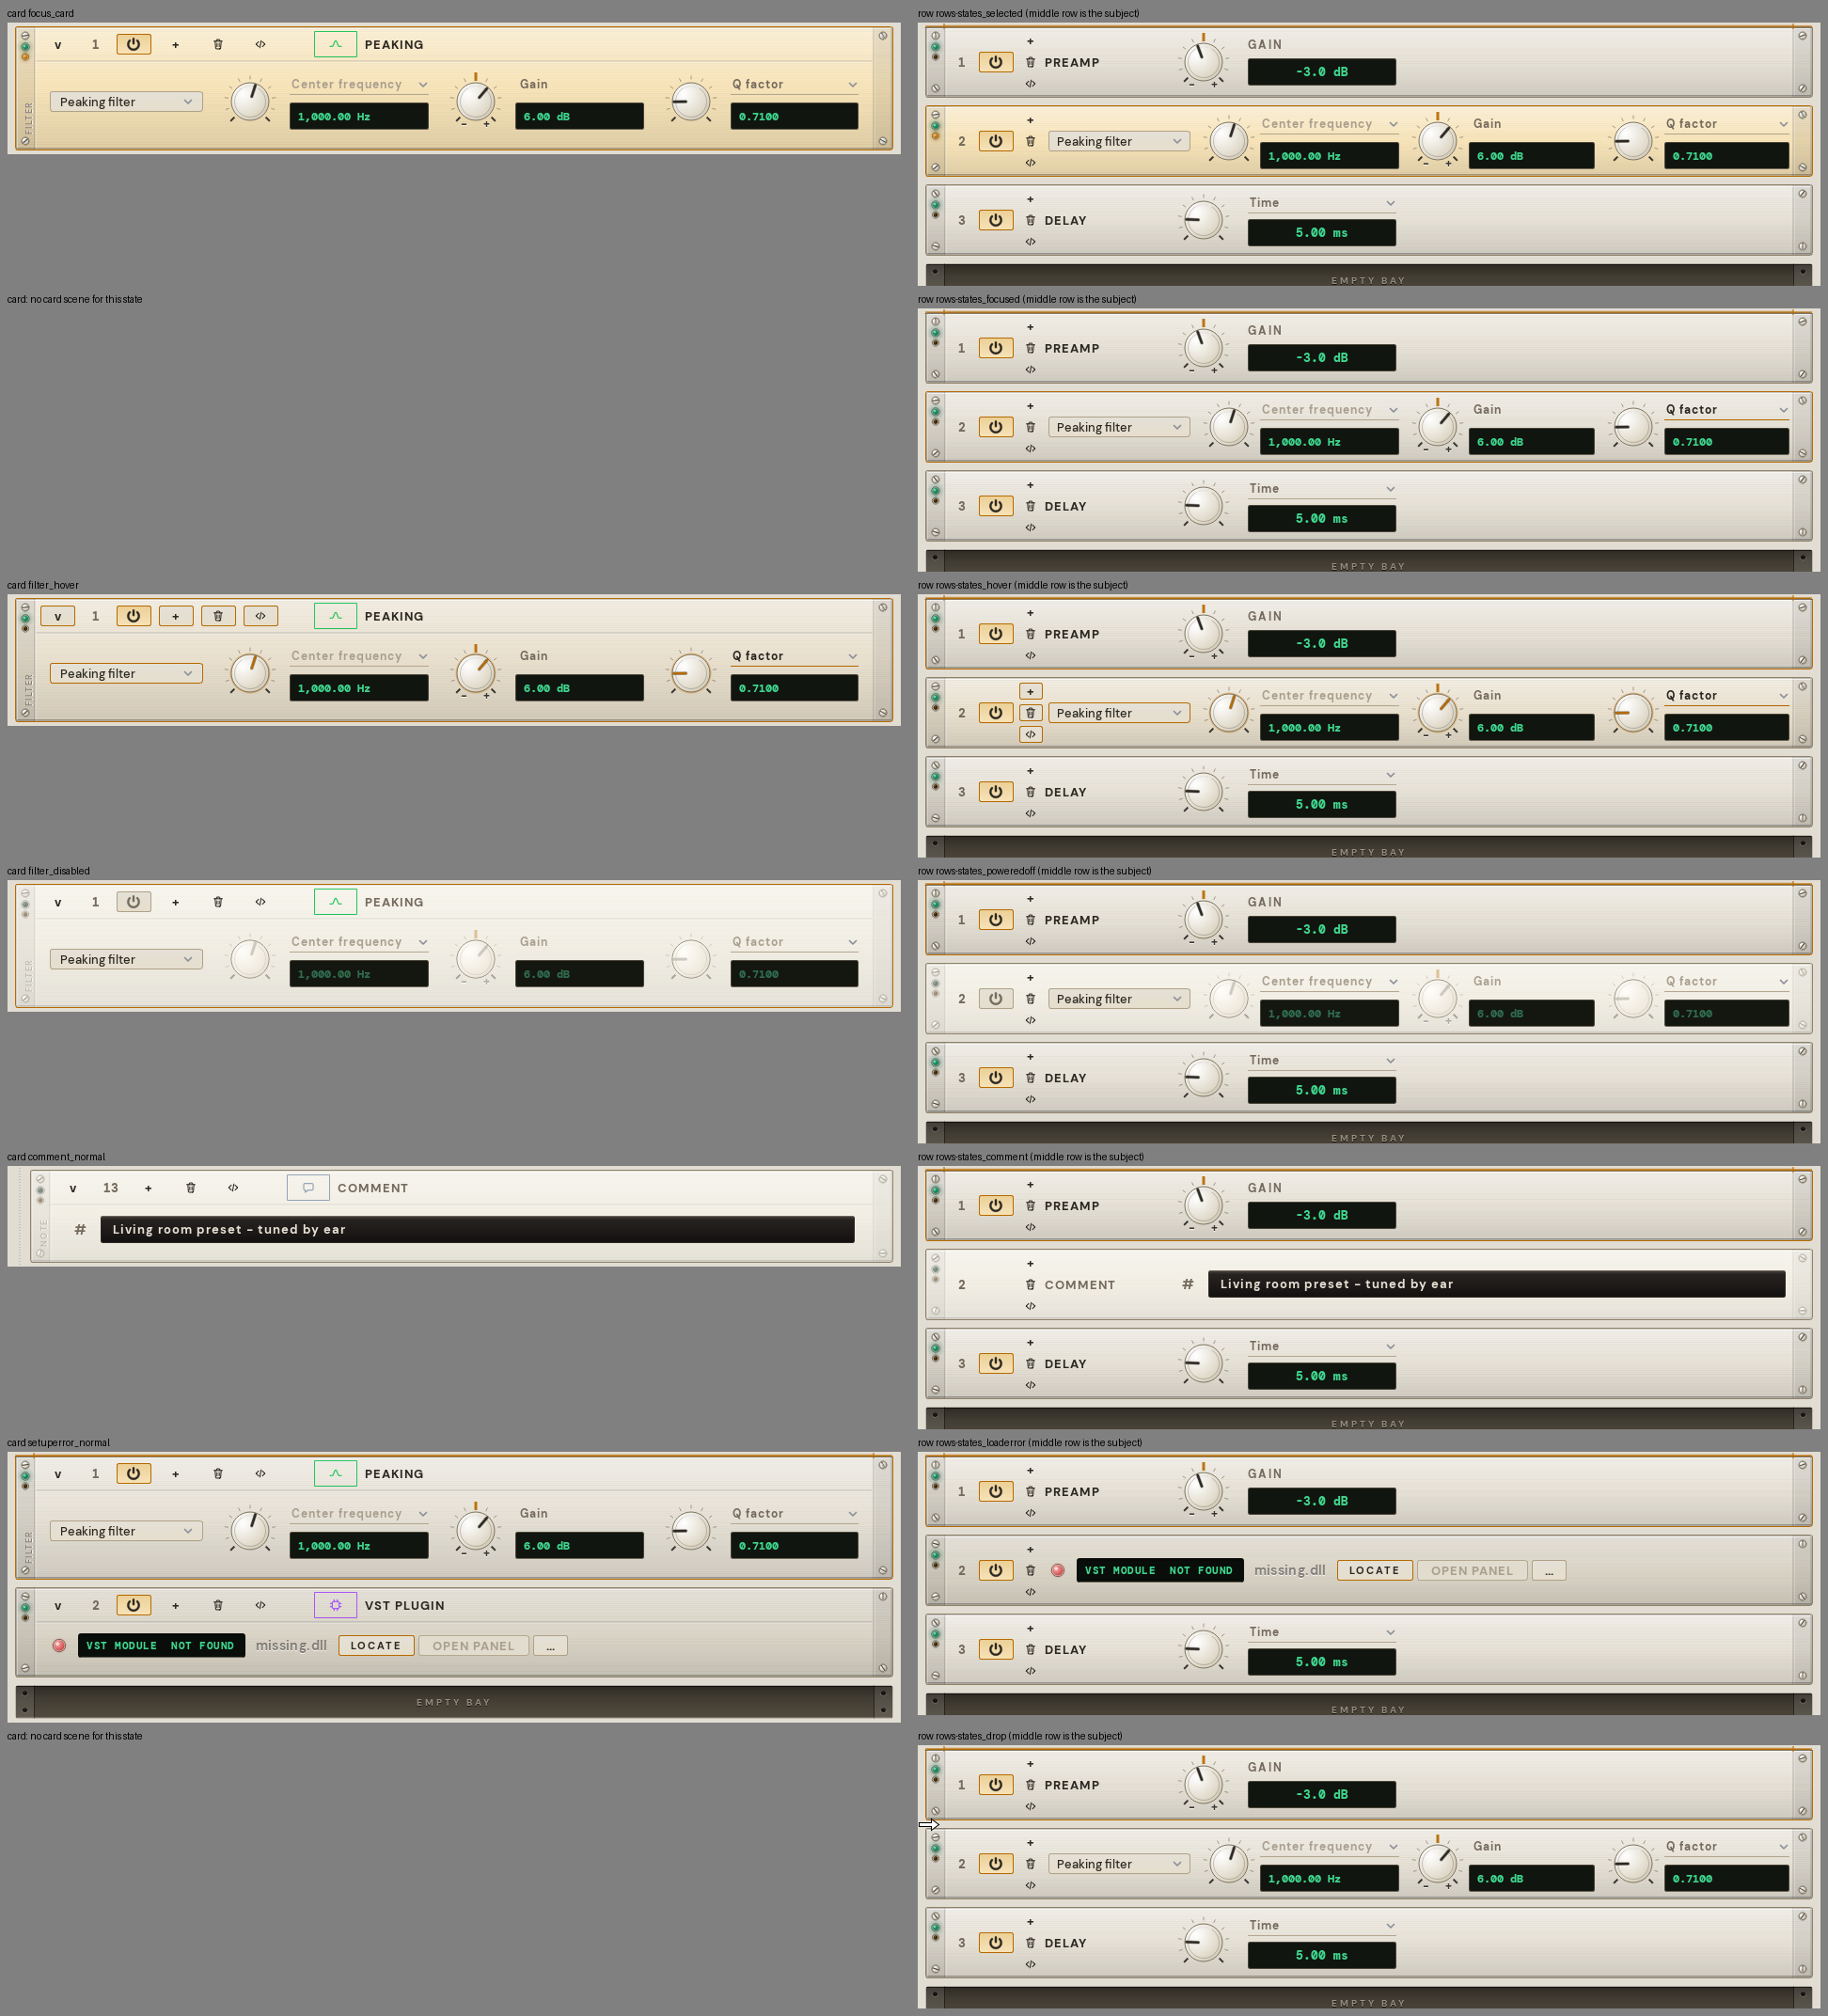 card focus_card
v 1 + </> PEAKING
FILTER
Peaking filter
Center frequency
1,000.00 Hz
- +
Gain
6.00 dB
Q factor
0.7100
row rows-states_selected (middle row is the subject)
1 + </> PREAMP
- +
GAIN
-3.0 dB
2 + </> Peaking filter
Center frequency
1,000.00 Hz
- +
Gain
6.00 dB
Q factor
0.7100
3 + </> DELAY
Time
5.00 ms
EMPTY BAY
card: no card scene for this state
row rows-states_focused (middle row is the subject)
1 + </> PREAMP
- +
GAIN
-3.0 dB
2 + </> Peaking filter
Center frequency
1,000.00 Hz
- +
Gain
6.00 dB
Q factor
0.7100
3 + </> DELAY
Time
5.00 ms
EMPTY BAY
card filter_hover
v 1 + </> PEAKING
FILTER
Peaking filter
Center frequency
1,000.00 Hz
- +
Gain
6.00 dB
Q factor
0.7100
row rows-states_hover (middle row is the subject)
1 + </> PREAMP
- +
GAIN
-3.0 dB
2 + </> Peaking filter
Center frequency
1,000.00 Hz
- +
Gain
6.00 dB
Q factor
0.7100
3 + </> DELAY
Time
5.00 ms
EMPTY BAY
card filter_disabled
v 1 + </> PEAKING
FILTER
Peaking filter
Center frequency
1,000.00 Hz
- +
Gain
6.00 dB
Q factor
0.7100
row rows-states_poweredoff (middle row is the subject)
1 + </> PREAMP
- +
GAIN
-3.0 dB
2 + </> Peaking filter
Center frequency
1,000.00 Hz
- +
Gain
6.00 dB
Q factor
0.7100
3 + </> DELAY
Time
5.00 ms
EMPTY BAY
card comment_normal
v 13 + </> COMMENT
NOTE
# Living room preset - tuned by ear
row rows-states_comment (middle row is the subject)
1 + </> PREAMP
- +
GAIN
-3.0 dB
2 + </> COMMENT # Living room preset - tuned by ear
3 + </> DELAY
Time
5.00 ms
EMPTY BAY
card setuperror_normal
v 1 + </> PEAKING
FILTER
Peaking filter
Center frequency
1,000.00 Hz
- +
Gain
6.00 dB
Q factor
0.7100
v 2 + </> VST PLUGIN
VST MODULE NOT FOUND missing.dll LOCATE OPEN PANEL ...
EMPTY BAY
row rows-states_loaderror (middle row is the subject)
1 + </> PREAMP
- +
GAIN
-3.0 dB
2 + </> VST MODULE NOT FOUND missing.dll LOCATE OPEN PANEL ...
3 + </> DELAY
Time
5.00 ms
EMPTY BAY
card: no card scene for this state
row rows-states_drop (middle row is the subject)
1 + </> PREAMP
- +
GAIN
-3.0 dB
2 + </> Peaking filter
Center frequency
1,000.00 Hz
- +
Gain
6.00 dB
Q factor
0.7100
3 + </> DELAY
Time
5.00 ms
EMPTY BAY